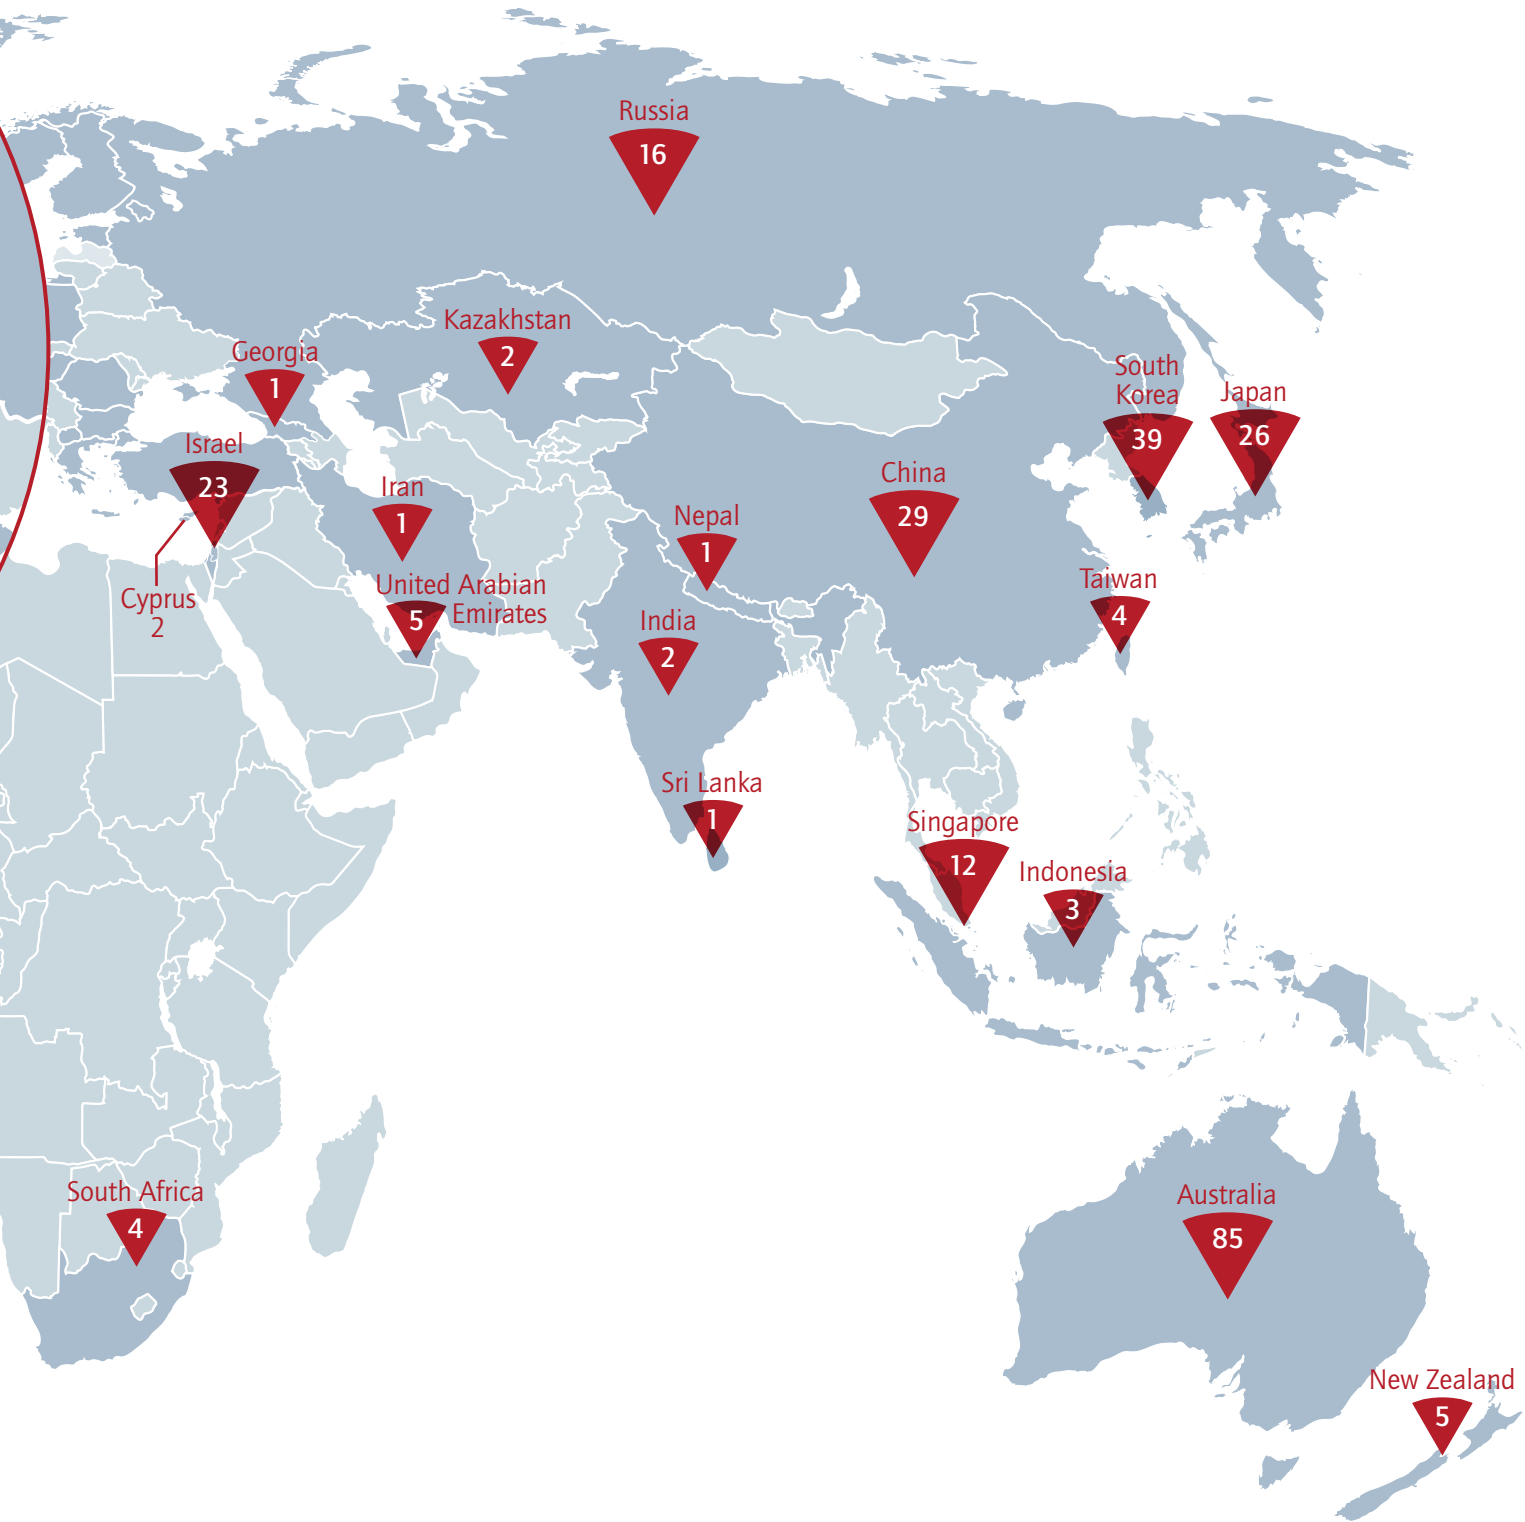 Russia
16
Kazakhstan
2
Georgia
1
South
Korea
39
Japan
26
Israel
23
China
29
Iran
1
Nepal
1
Cyprus
2
United Arabian
Emirates
5
Taiwan
4
India
2
Sri Lanka
1
Singapore
12
Indonesia
3
South Africa
4
Australia
85
New Zealand
5